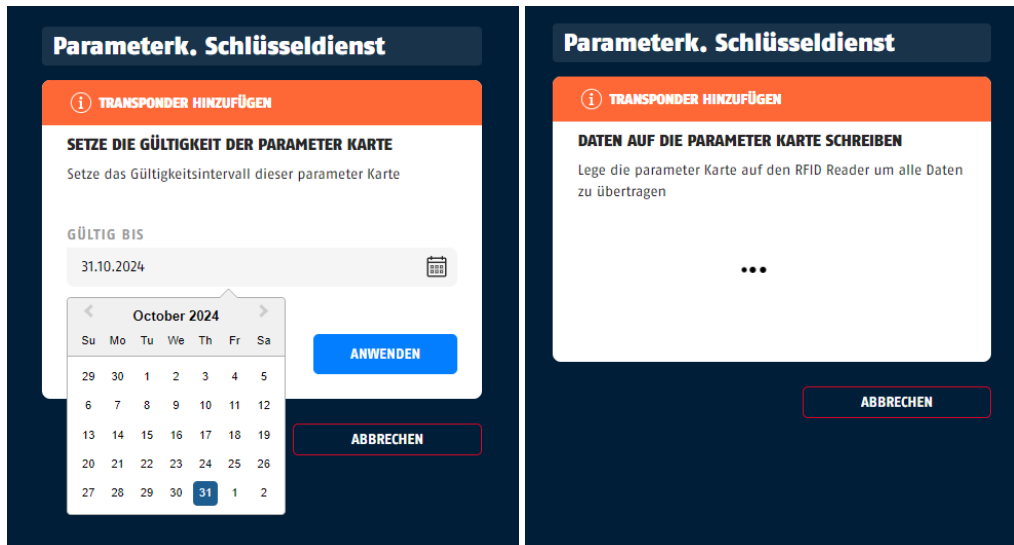 Parameterk. Schlüsseldienst
TRANSPONDER HINZUFÜGEN
SETZE DIE GÜLTIGKEIT DER PARAMETER KARTE
Setze das Gültigkeitsintervall dieser parameter Karte
GÜLTIG BIS
31.10.2024
October 2024
Su Mo Tu We Th Fr Sa
29 30 1 2 3 4 5
6 7 8 9 10 11 12
13 14 15 16 17 18 19
20 21 22 23 24 25 26
27 28 29 30 31 1 2
ANWENDEN
ABBRECHEN
Parameterk. Schlüsseldienst
TRANSPONDER HINZUFÜGEN
DATEN AUF DIE PARAMETER KARTE SCHREIBEN
Lege die parameter Karte auf den RFID Reader um alle Daten
zu übertragen
ABBRECHEN